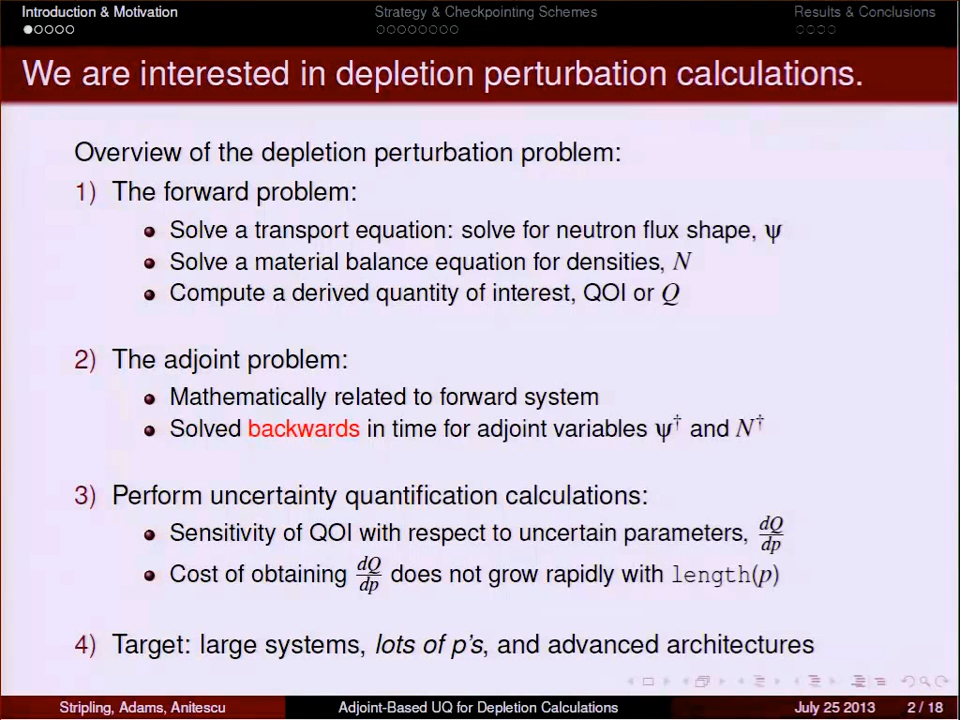 Introduction & Motivation Strategy & Checkpointing Schemes Results & Conclusions
We are interested in depletion perturbation calculations.
Overview of the depletion perturbation problem:
1) The forward problem:
Solve a transport equation: solve for neutron flux shape, ψ
Solve a material balance equation for densities, N
Compute a derived quantity of interest, QOI or Q
2) The adjoint problem:
Mathematically related to forward system
Solved backwards in time for adjoint variables ψ† and N†
3) Perform uncertainty quantification calculations:
Sensitivity of QOI with respect to uncertain parameters, dQ/dp
Cost of obtaining dQ/dp does not grow rapidly with length(p)
4) Target: large systems, lots of p's, and advanced architectures
Stripling, Adams, Anitescu Adjoint-Based UQ for Depletion Calculations July 25 2013 2 / 18